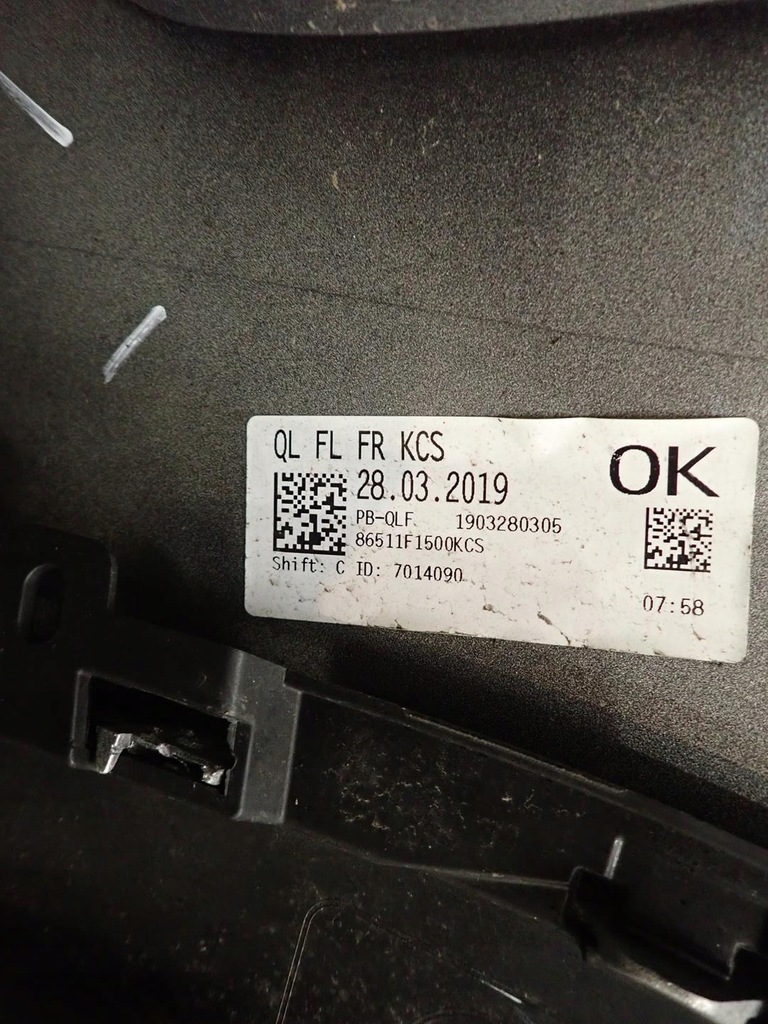 QL FL FR KCS
OK
28.03.2019
PB-QLF 1903280305
86511F1500KCS
Shift: C ID: 7014090
07:58